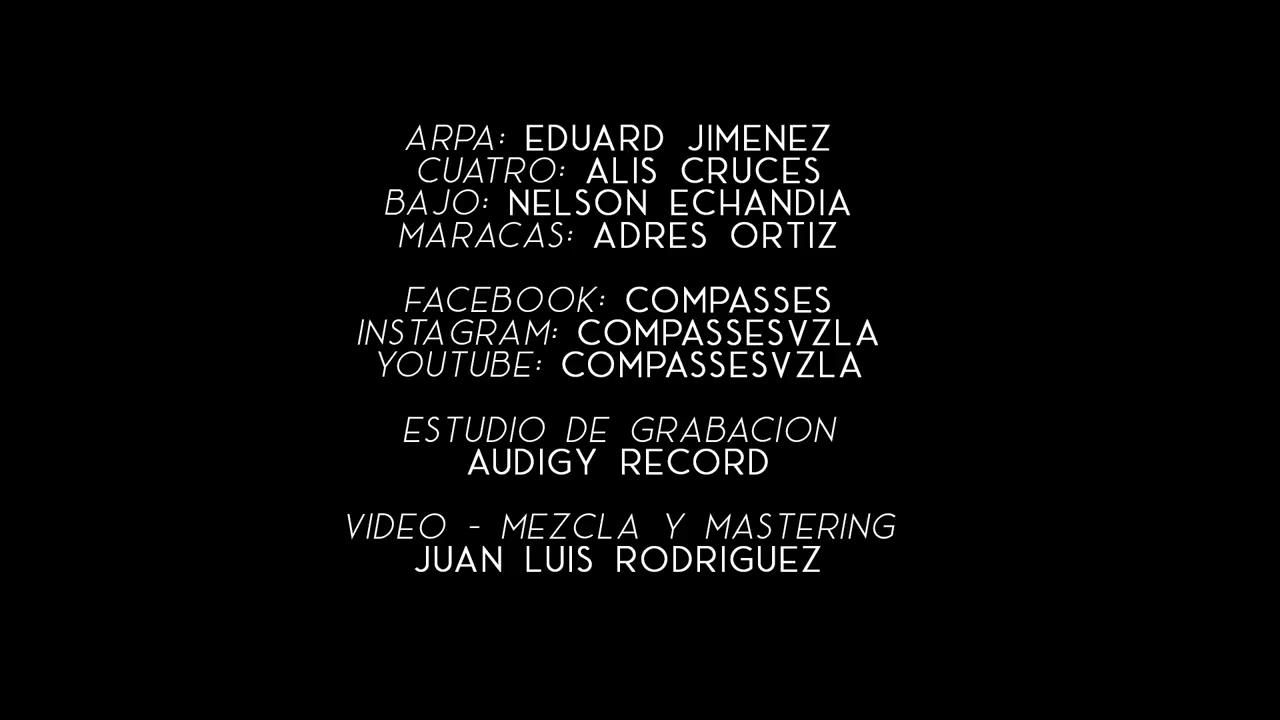 ARPA: EDUARD JIMENEZ
CUATRO: ALIS CRUCES
BAJO: NELSON ECHANDIA
MARACAS: ADRES ORTIZ
FACEBOOK: COMPASSES
INSTAGRAM: COMPASSESVZLA
YOUTUBE: COMPASSESVZLA
ESTUDIO DE GRABACION
AUDIGY RECORD
VIDEO - MEZCLA Y MASTERING
JUAN LUIS RODRIGUEZ